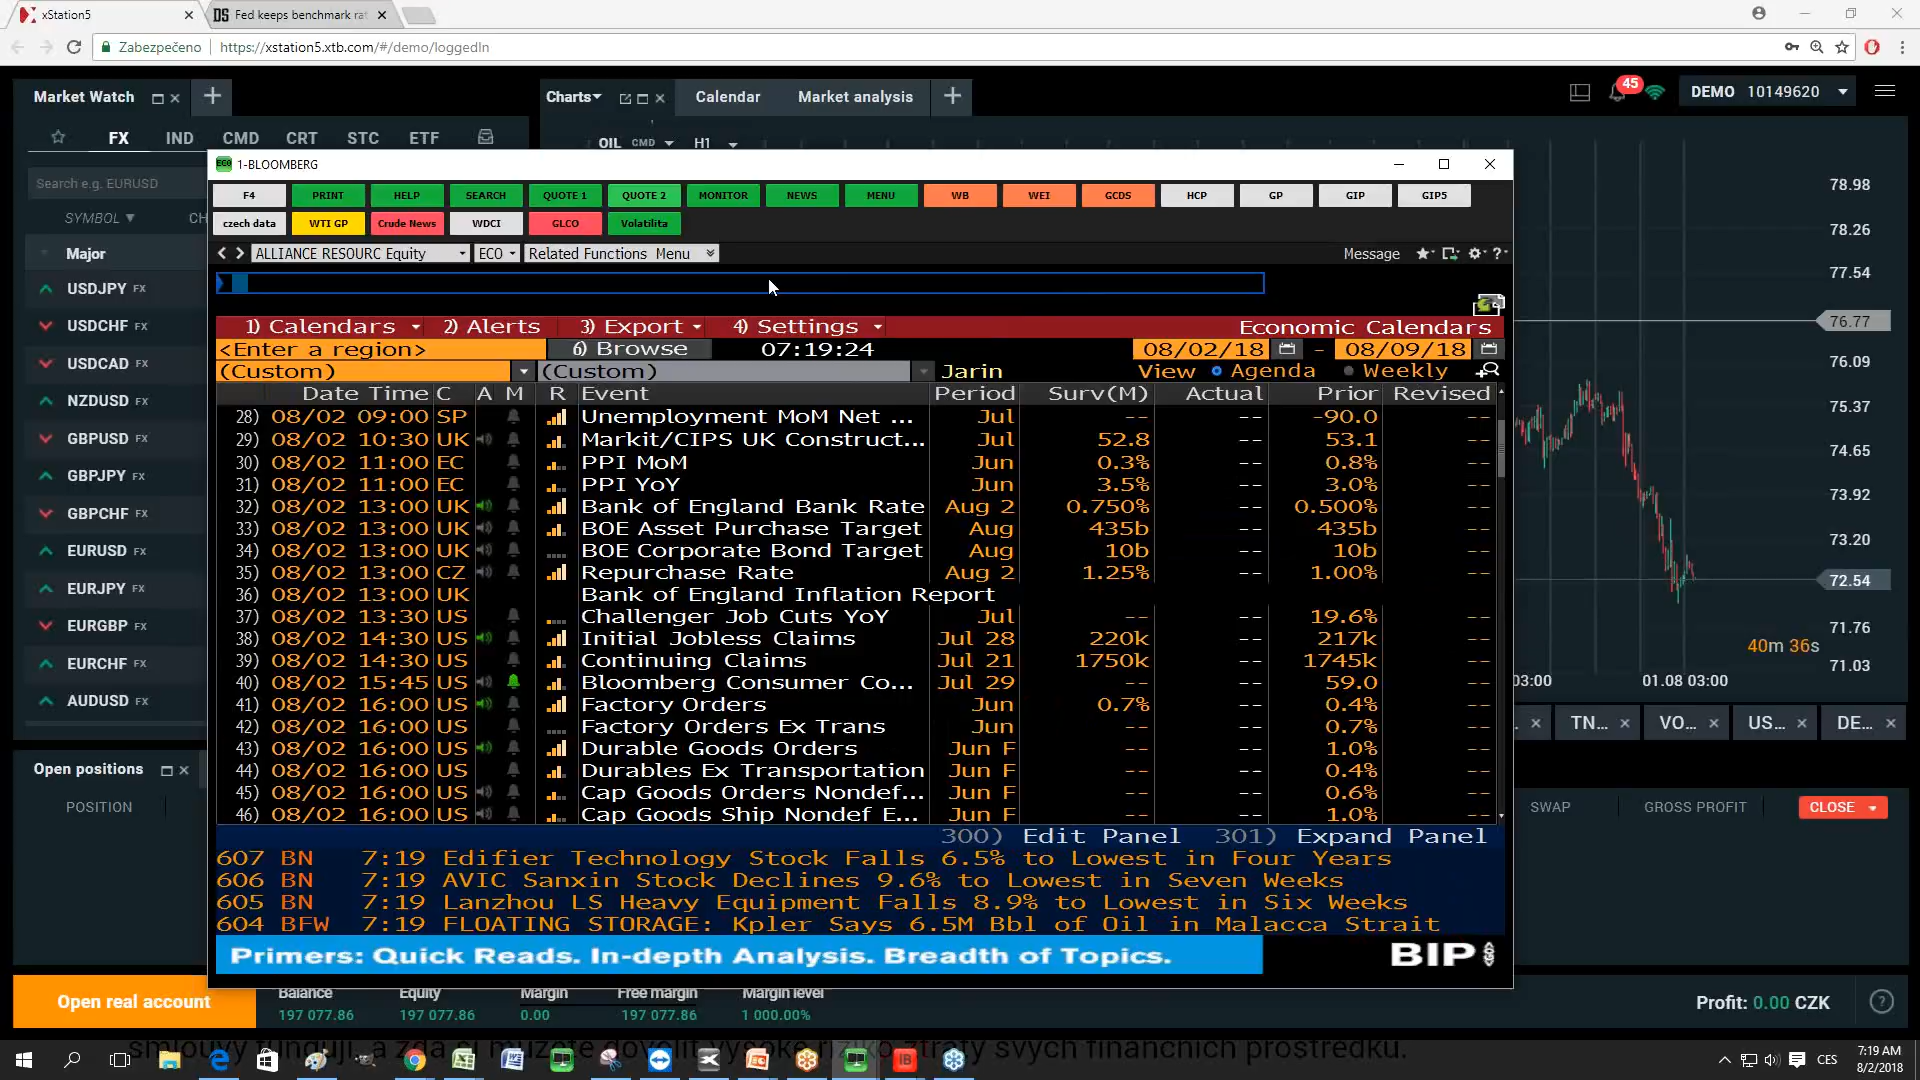 xStation5
DS Fed keeps benchmark rat
Zabezpečeno
https://xstation5.xtb.com/#/demo/loggedIn
Market Watch
Charts
Calendar
Market analysis
45
DEMO 10149620
FX IND CMD CRT STC ETF
Search e.g. EURUSD
OIL CMD H1
SYMBOL CH
Major
USDJPY FX
USDCHF FX
USDCAD FX
NZDUSD FX
GBPUSD FX
GBPJPY FX
GBPCHF FX
EURUSD FX
EURJPY FX
EURGBP FX
EURCHF FX
AUDUSD FX
1-BLOOMBERG
F4 PRINT HELP SEARCH QUOTE 1 QUOTE 2 MONITOR NEWS MENU WB WEI GCDS HCP GP GIP GIP5
czech data WTI GP Crude News WDCI GLCO Volatilita
ALLIANCE RESOURC Equity ECO Related Functions Menu Message
1) Calendars 2) Alerts 3) Export 4) Settings Economic Calendars
<Enter a region> 6) Browse 07:19:24 08/02/18 - 08/09/18
(Custom) (Custom) Jarin View Agenda Weekly
Date Time C A M R Event Period Surv(M) Actual Prior Revised
28) 08/02 09:00 SP Unemployment MoM Net ... Jul -- -- -90.0 --
29) 08/02 10:30 UK Markit/CIPS UK Construct... Jul 52.8 -- 53.1 --
30) 08/02 11:00 EC PPI MoM Jun 0.3% -- 0.8% --
31) 08/02 11:00 EC PPI YoY Jun 3.5% -- 3.0% --
32) 08/02 13:00 UK Bank of England Bank Rate Aug 2 0.750% -- 0.500% --
33) 08/02 13:00 UK BOE Asset Purchase Target Aug 435b -- 435b --
34) 08/02 13:00 UK BOE Corporate Bond Target Aug 10b -- 10b --
35) 08/02 13:00 CZ Repurchase Rate Aug 2 1.25% -- 1.00% --
36) 08/02 13:00 UK Bank of England Inflation Report
37) 08/02 13:30 US Challenger Job Cuts YoY Jul -- -- 19.6% --
38) 08/02 14:30 US Initial Jobless Claims Jul 28 220k -- 217k --
39) 08/02 14:30 US Continuing Claims Jul 21 1750k -- 1745k --
40) 08/02 15:45 US Bloomberg Consumer Co... Jul 29 -- -- 59.0 --
41) 08/02 16:00 US Factory Orders Jun 0.7% -- 0.4% --
42) 08/02 16:00 US Factory Orders Ex Trans Jun -- -- 0.7% --
43) 08/02 16:00 US Durable Goods Orders Jun F -- -- 1.0% --
44) 08/02 16:00 US Durables Ex Transportation Jun F -- -- 0.4% --
45) 08/02 16:00 US Cap Goods Orders Nondef... Jun F -- -- 0.6% --
46) 08/02 16:00 US Cap Goods Ship Nondef E... Jun F -- -- 1.0% --
300) Edit Panel 301) Expand Panel
607 BN 7:19 Edifier Technology Stock Falls 6.5% to Lowest in Four Years
606 BN 7:19 AVIC Sanxin Stock Declines 9.6% to Lowest in Seven Weeks
605 BN 7:19 Lanzhou LS Heavy Equipment Falls 8.9% to Lowest in Six Weeks
604 BFW 7:19 FLOATING STORAGE: Kpler Says 6.5M Bbl of Oil in Malacca Strait
Primers: Quick Reads. In-depth Analysis. Breadth of Topics. BIP
78.98
78.26
77.54
76.77
76.09
75.37
74.65
73.92
73.20
72.54
71.76
40m 36s
71.03
03:00 01.08 03:00
TN... VO... US... DE...
Open positions
POSITION SWAP GROSS PROFIT CLOSE
Open real account
Balance Equity Margin Free margin Margin level
197 077.86 197 077.86 0.00 197 077.86 1 000.00%
Profit: 0.00 CZK
ztráty svých finančních prostředků.
CES
7:19 AM
8/2/2018